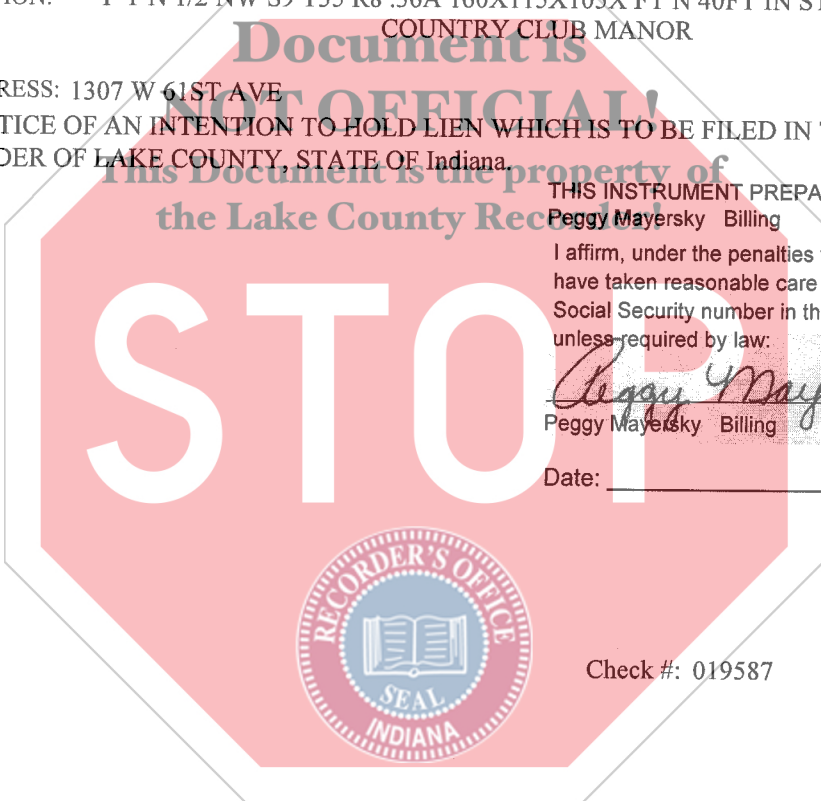 COUNTRY CLUB MANOR
Document is
RESS: 1307 W 61ST AVE
NOT OFFICIAL!
TICE OF AN INTENTION TO HOLD LIEN WHICH IS TO BE FILED IN
DER OF LAKE COUNTY, STATE OF Indiana.
This Document is the property of
the Lake County Recorder!
THIS INSTRUMENT PREPA
Peggy Mayersky Billing
I affirm, under the penalties
have taken reasonable care
Social Security number in th
unless required by law:
Peggy May
Peggy Mayersky Billing
Date:
STOP
RECORDER'S OFFICE
SEAL
INDIANA
Check #: 019587